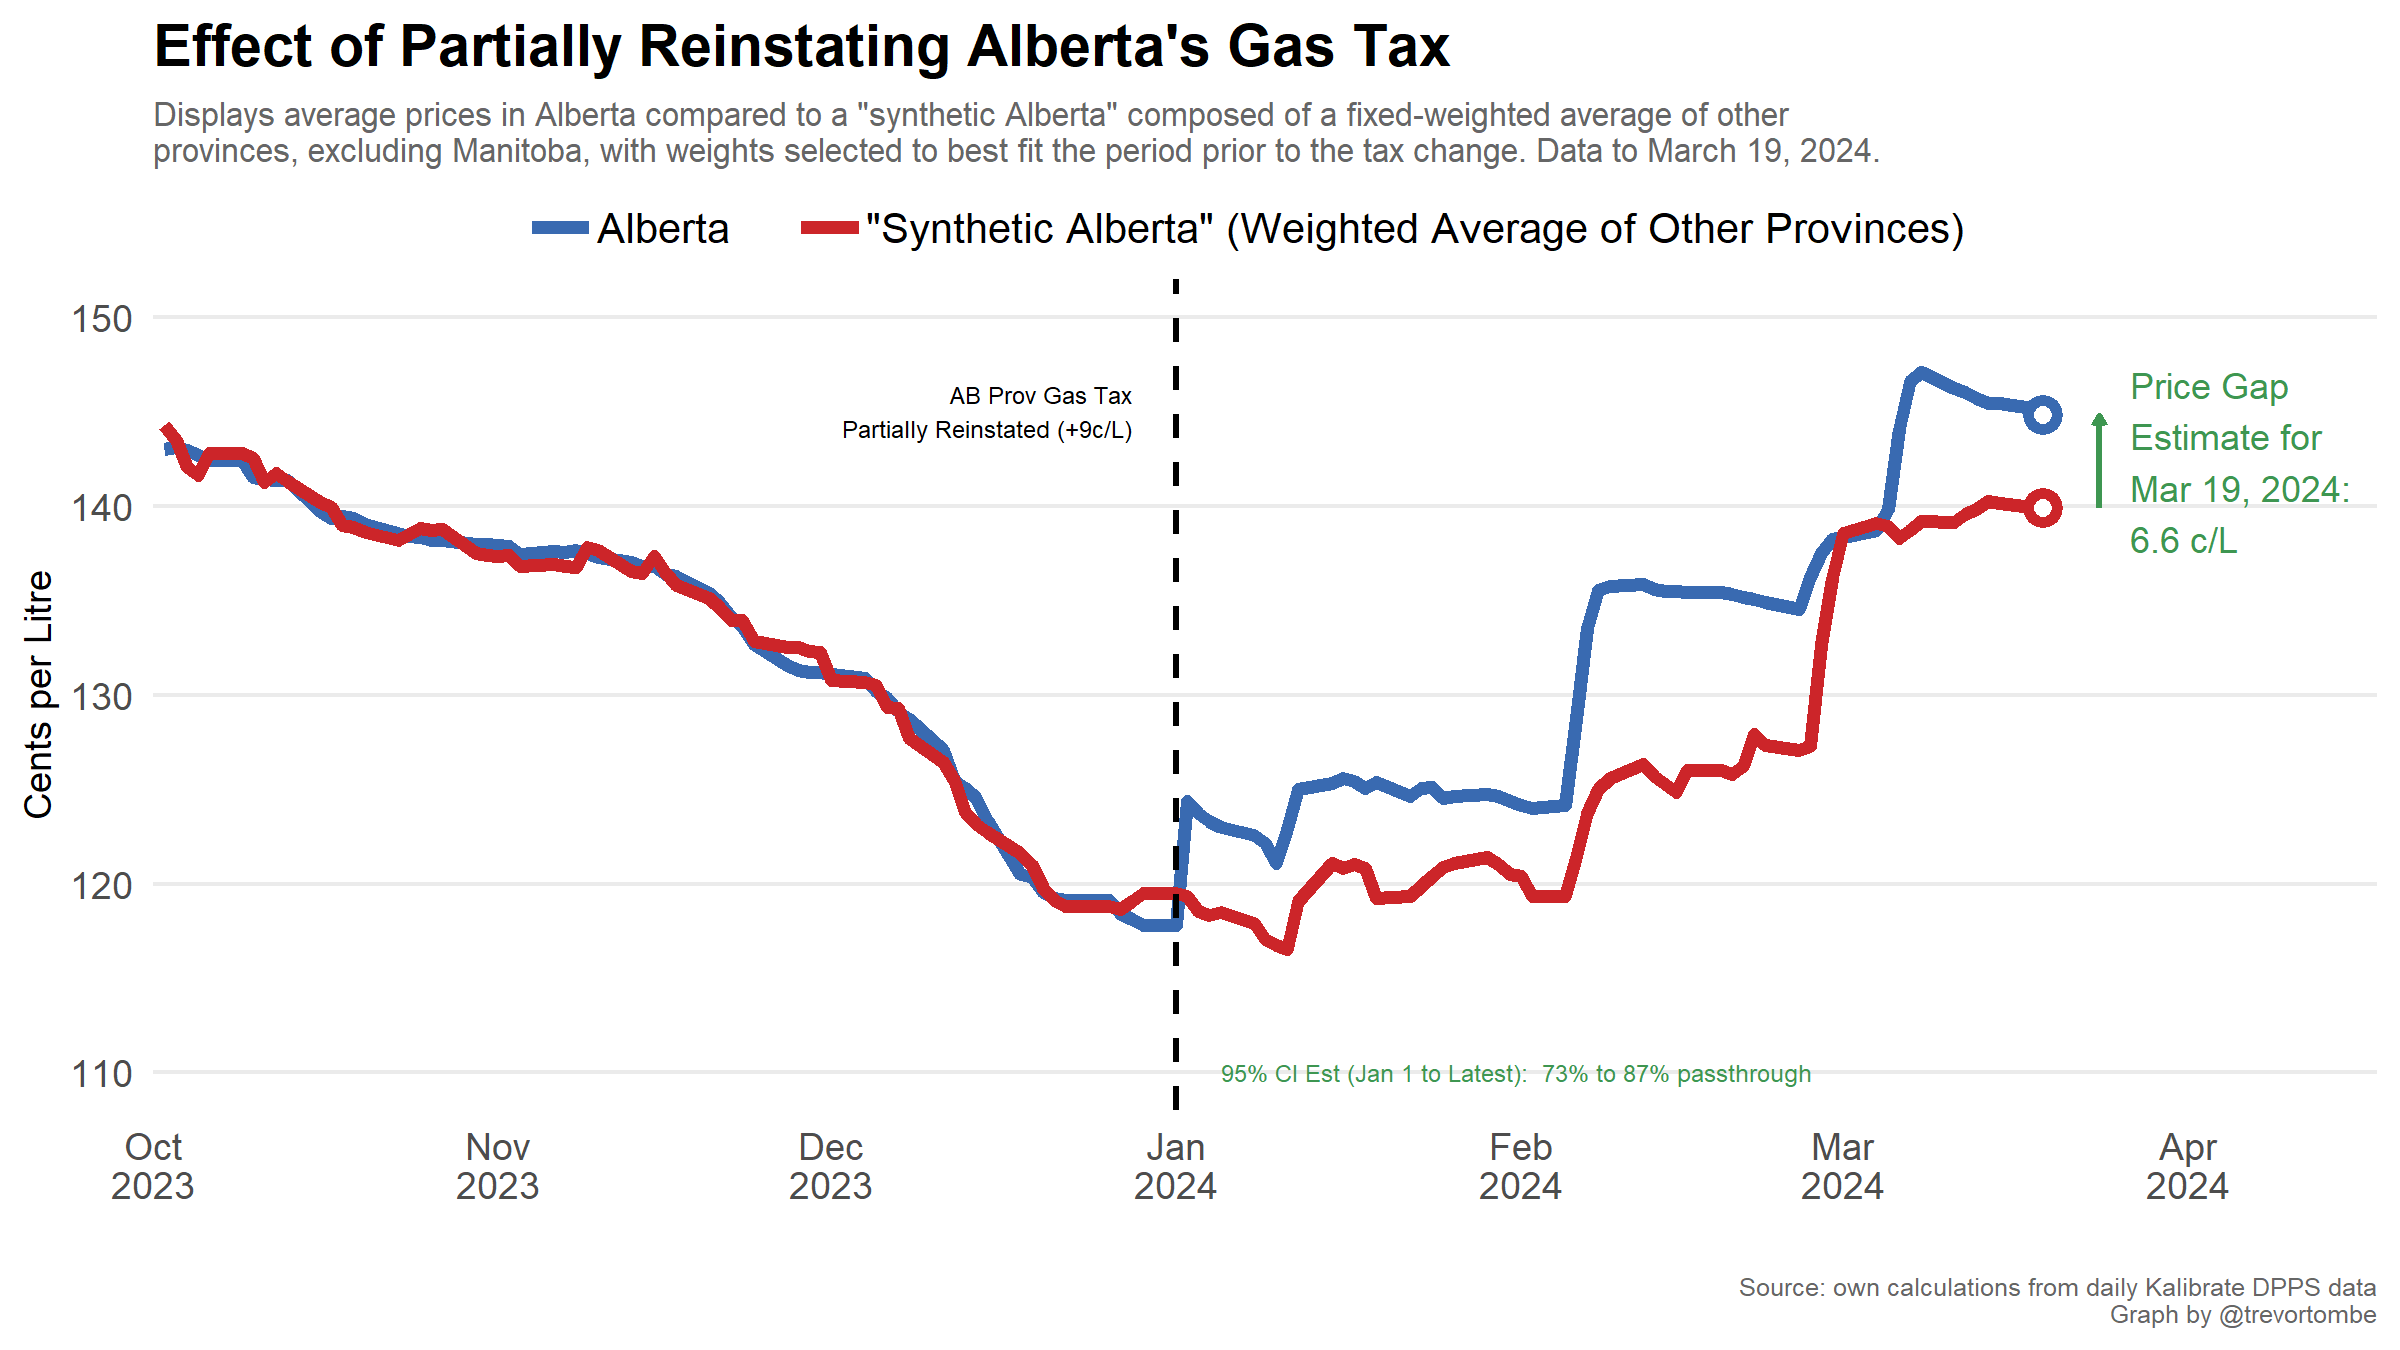 Effect of Partially Reinstating Alberta's Gas Tax
Displays average prices in Alberta compared to a "synthetic Alberta" composed of a fixed-weighted average of other
provinces, excluding Manitoba, with weights selected to best fit the period prior to the tax change. Data to March 19, 2024.
Alberta
"Synthetic Alberta" (Weighted Average of Other Provinces)
Cents per Litre
150
140
130
120
110
AB Prov Gas Tax
Partially Reinstated (+9c/L)
Price Gap
Estimate for
Mar 19, 2024:
6.6 c/L
95% CI Est (Jan 1 to Latest):  73% to 87% passthrough
Oct
2023
Nov
2023
Dec
2023
Jan
2024
Feb
2024
Mar
2024
Apr
2024
Source: own calculations from daily Kalibrate DPPS data
Graph by @trevortombe